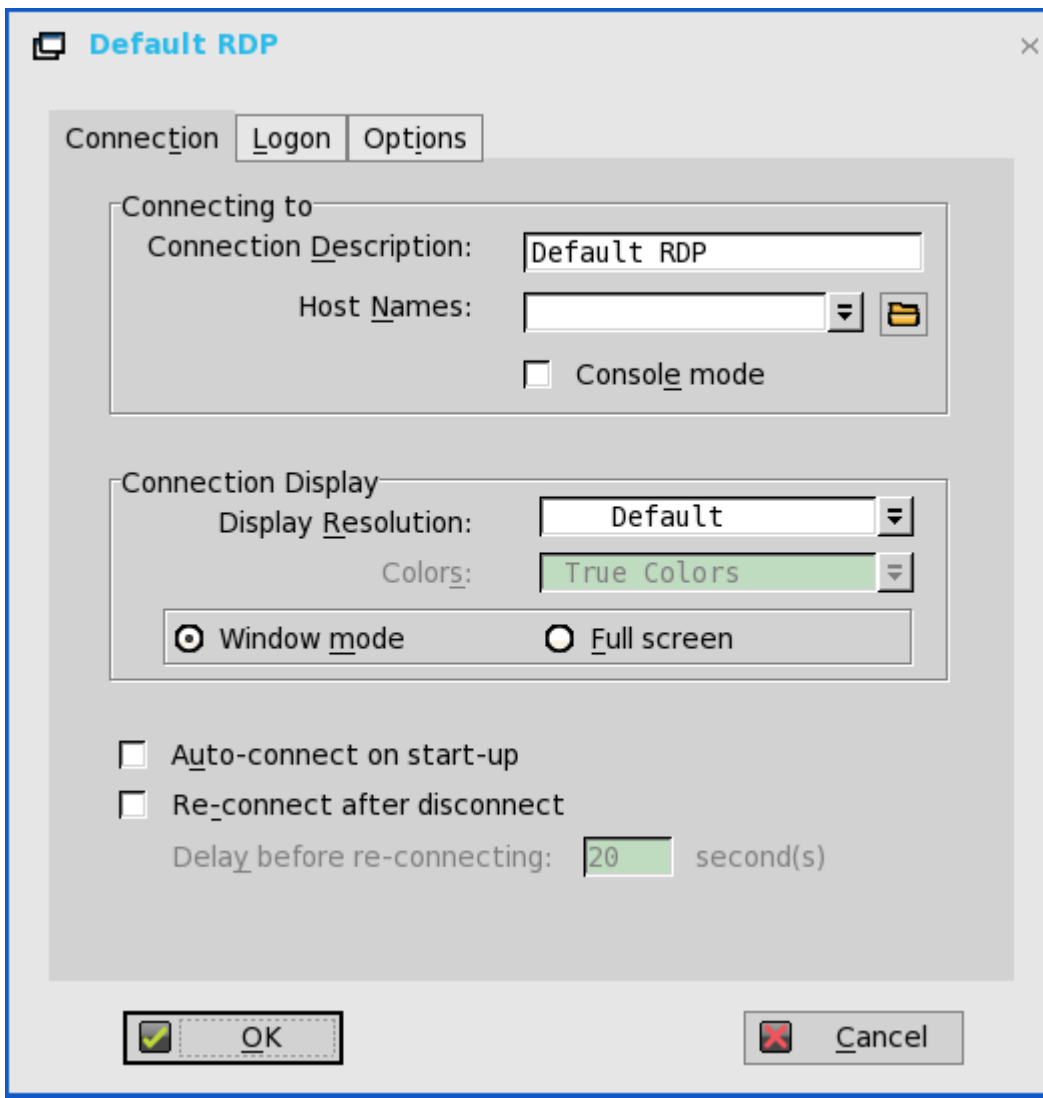 Default RDP
Connection Logon Options
Connecting to
Connection Description: Default RDP
Host Names:
Console mode
Connection Display
Display Resolution: Default
Colors: True Colors
Window mode Full screen
Auto-connect on start-up
Re-connect after disconnect
Delay before re-connecting: 20 second(s)
OK Cancel